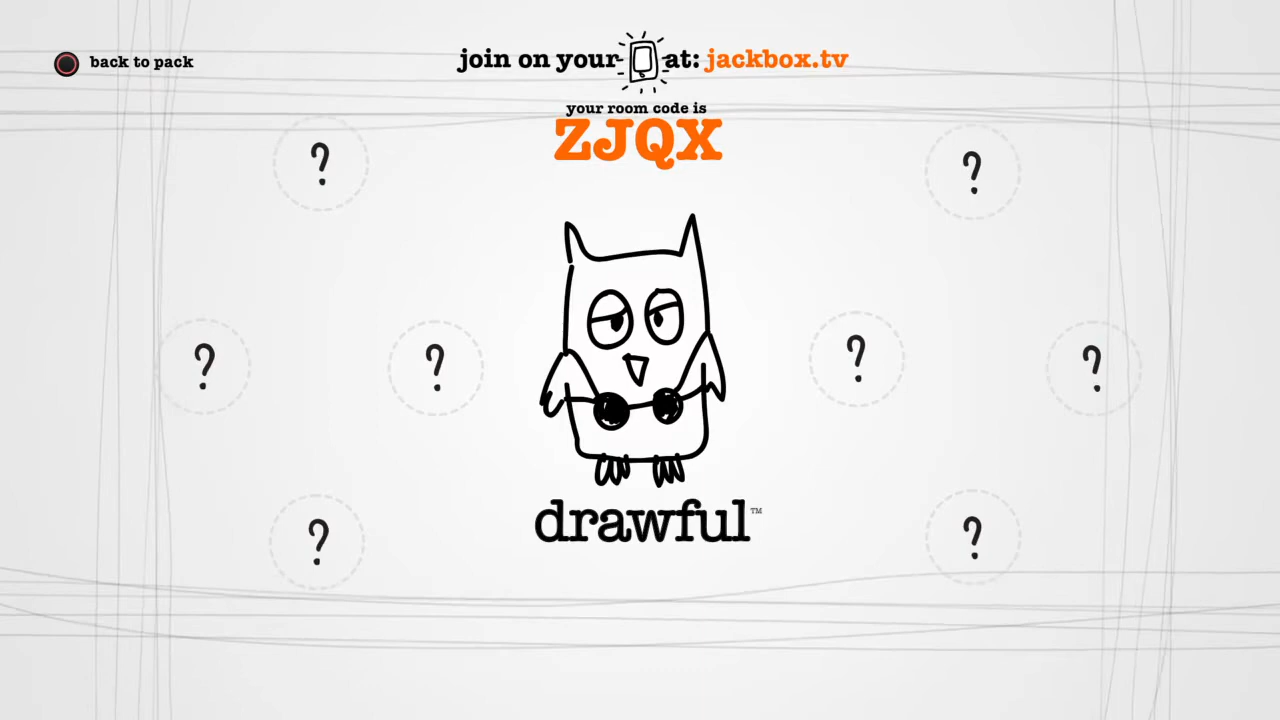 back to pack
join on your at: jackbox.tv
your room code is
ZJQX
? ?
? ? ? ?
? ?
drawful™